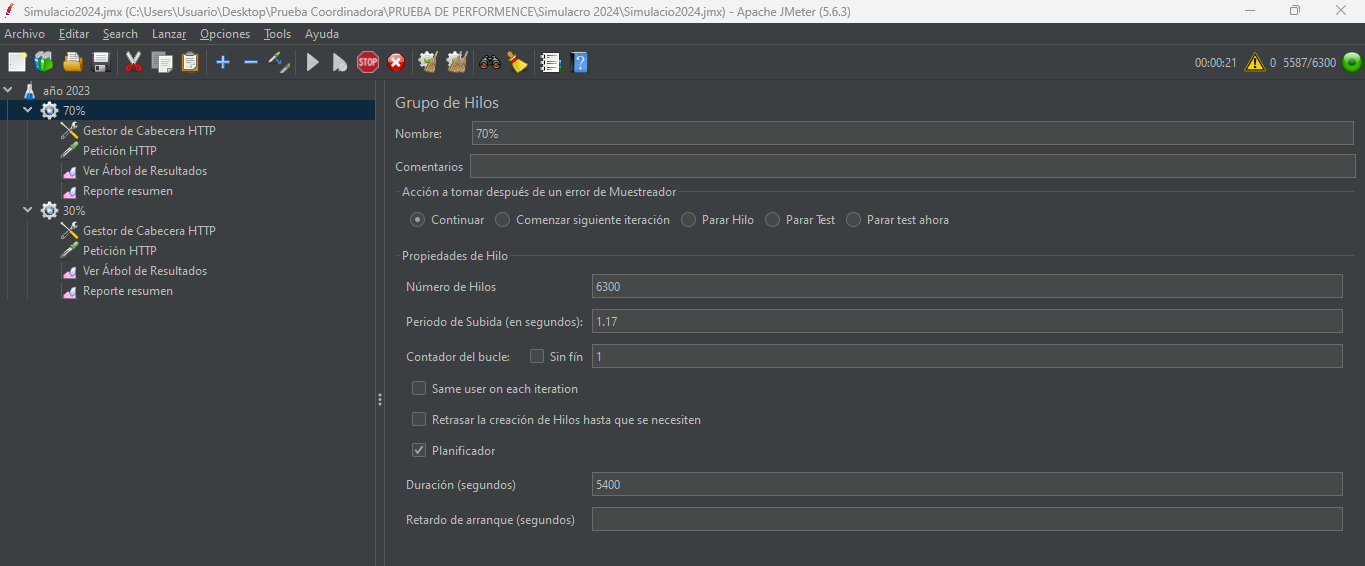 Simulacio2024.jmx (C:\Users\Usuario\Desktop\Prueba Coordinadora\PRUEBA DE PERFORMENCE\Simulacro 2024\Simulacio2024.jmx) - Apache JMeter (5.6.3)
Archivo Editar Search Lanzar Opciones Tools Ayuda
STOP 00:00:21 0 5587/6300
año 2023
70%
Gestor de Cabecera HTTP
Petición HTTP
Ver Árbol de Resultados
Reporte resumen
30%
Gestor de Cabecera HTTP
Petición HTTP
Ver Árbol de Resultados
Reporte resumen
Grupo de Hilos
Nombre: 70%
Comentarios
Acción a tomar después de un error de Muestreador
Continuar Comenzar siguiente iteración Parar Hilo Parar Test Parar test ahora
Propiedades de Hilo
Número de Hilos 6300
Periodo de Subida (en segundos): 1.17
Contador del bucle: Sin fín 1
Same user on each iteration
Retrasar la creación de Hilos hasta que se necesiten
Planificador
Duración (segundos) 5400
Retardo de arranque (segundos)